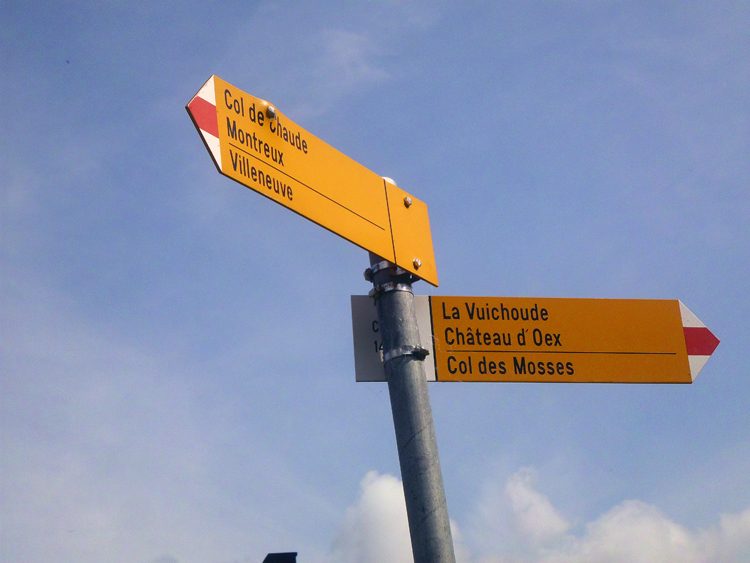 Col de Chaude
Montreux
Villeneuve
La Vuichoude
Château d'Oex
Col des Mosses